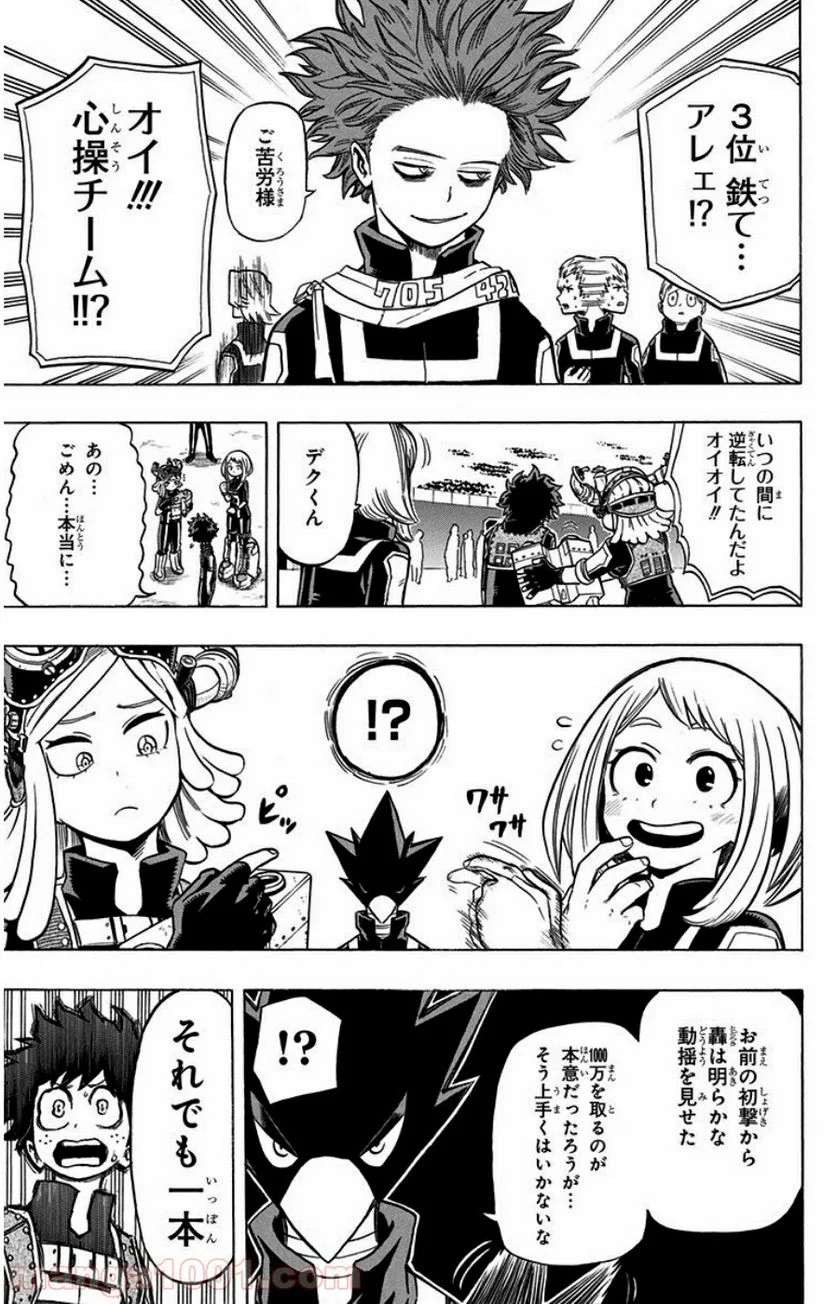 3位 鉄て…
アレェ!?
ご苦労様
オイ!!!
心操チーム!!?
705
いつの間に
逆転してたんだよ
オイオイ!!
デクくん
あの…
ごめん…本当に…
!?
ワサ
ワサ
ピッ
お前の初撃から
轟は明らかな
動揺を見せた
1000万を取るのが
本意だったろうが…
そう上手くはいかないな
!?
それでも一本
manga1001.com